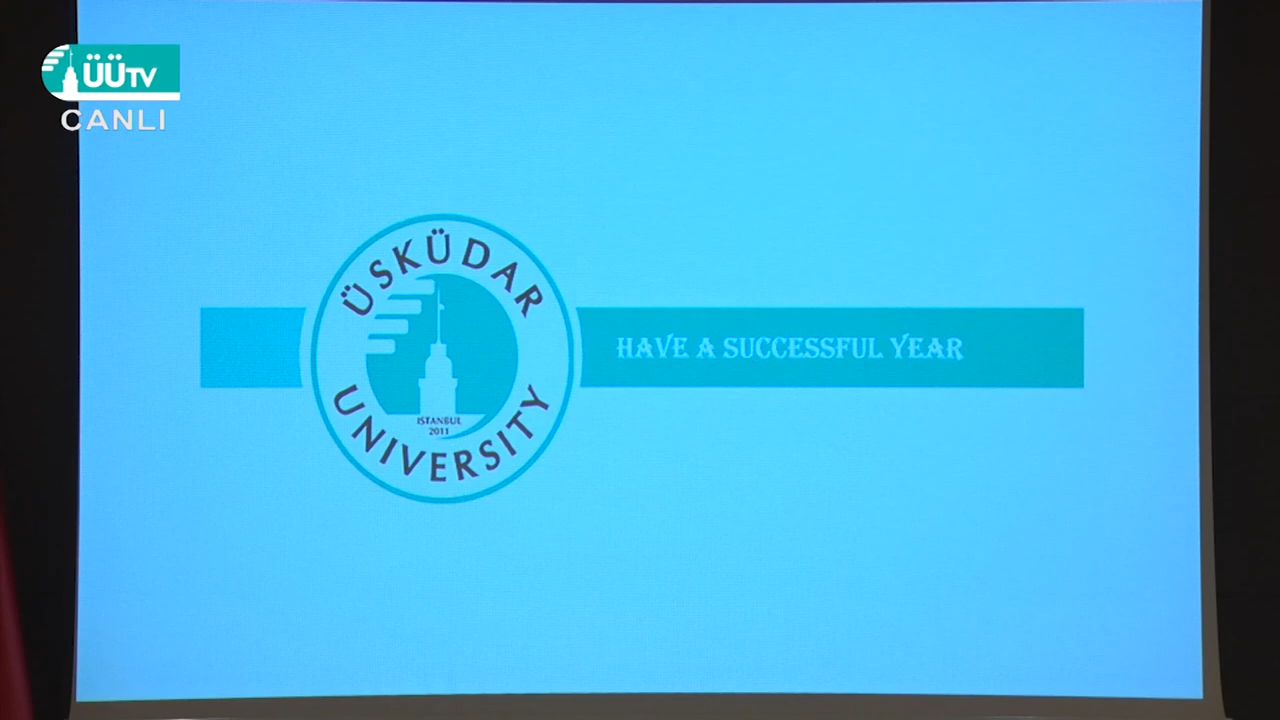 ÜÜTV
CANLI
ÜSKÜDAR
UNIVERSITY
ISTANBUL
2011
HAVE A SUCCESSFUL YEAR